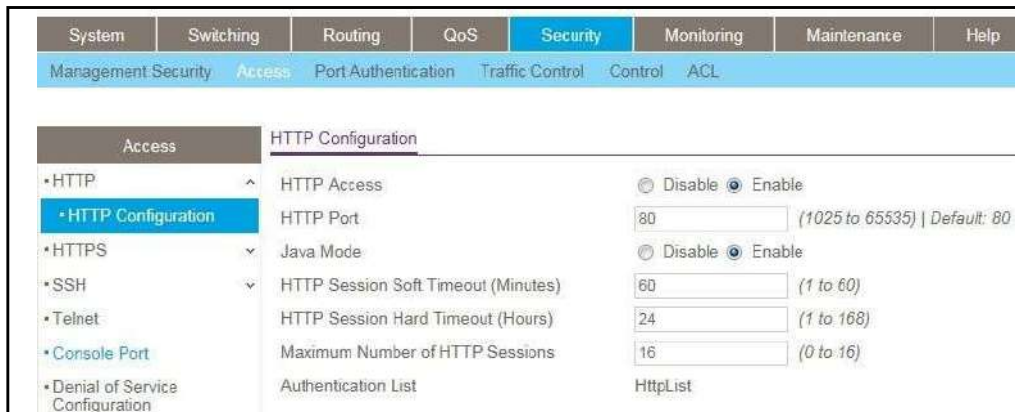 System Switching Routing QoS Security Monitoring Maintenance Help
Management Security Access Port Authentication Traffic Control Control ACL
Access
•HTTP
•HTTP Configuration
•HTTPS
•SSH
•Telnet
•Console Port
•Denial of Service
Configuration
HTTP Configuration
HTTP Access Disable Enable
HTTP Port 80 (1025 to 65535) | Default: 80
Java Mode Disable Enable
HTTP Session Soft Timeout (Minutes) 60 (1 to 60)
HTTP Session Hard Timeout (Hours) 24 (1 to 168)
Maximum Number of HTTP Sessions 16 (0 to 16)
Authentication List HttpList